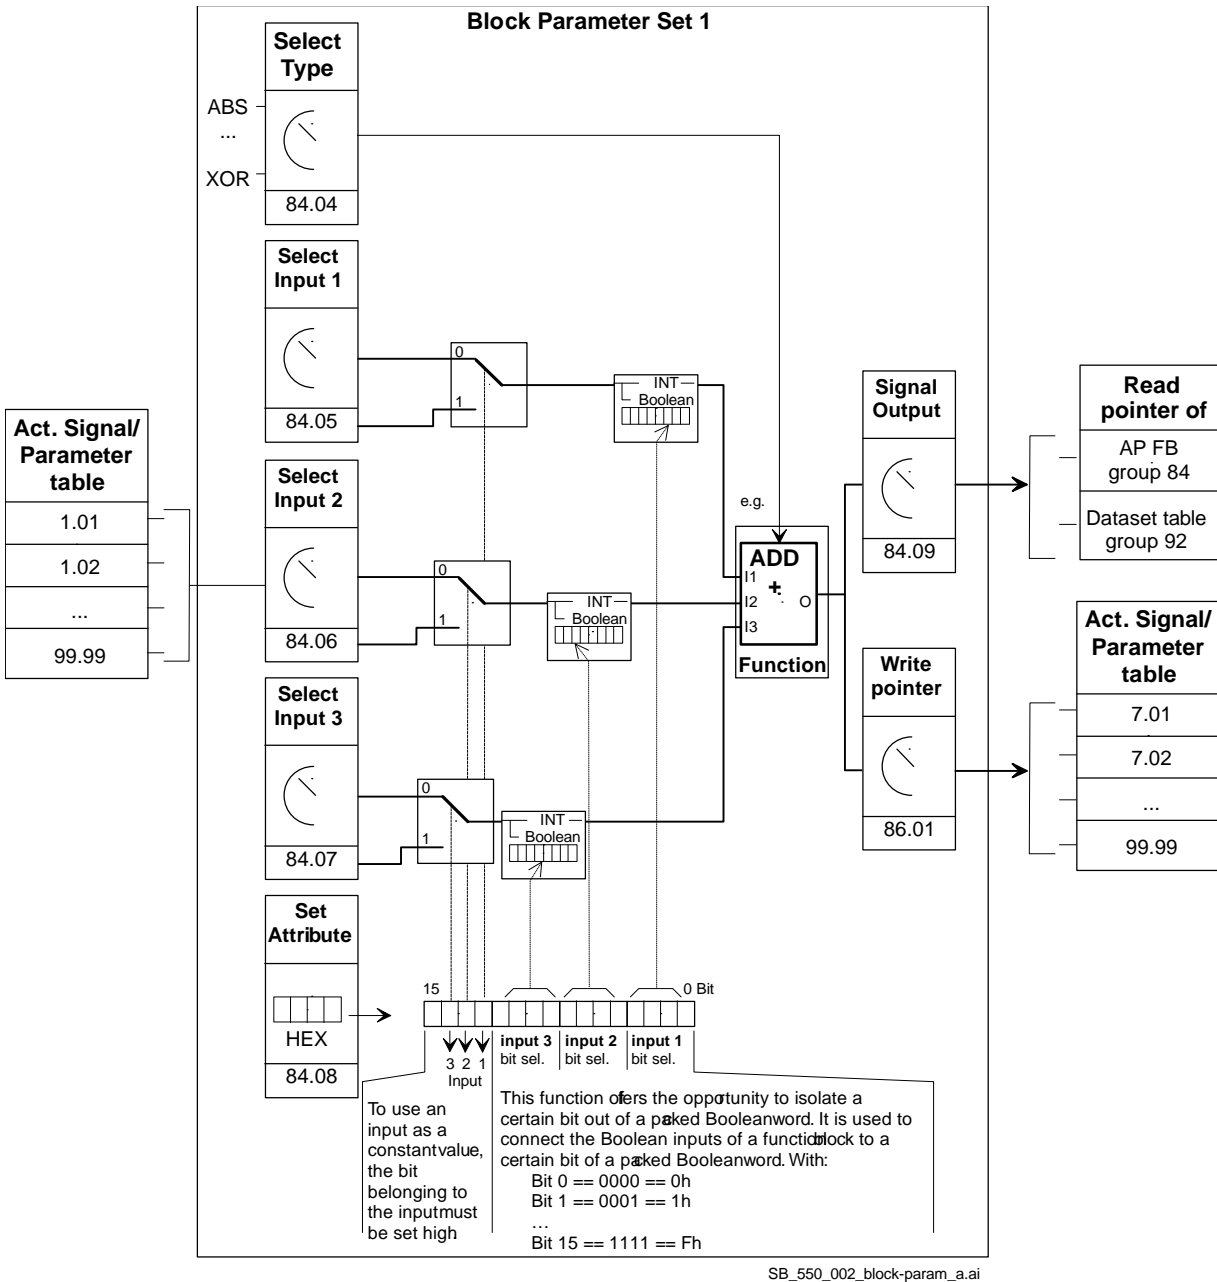 Block Parameter Set 1
Select
Type
ABS
...
XOR
84.04
Select
Input 1
84.05
Select
Input 2
84.06
Select
Input 3
84.07
Set
Attribute
HEX
84.08
Act. Signal/
Parameter
table
1.01
1.02
...
99.99
0
1
0
1
0
1
INT
Boolean
INT
Boolean
INT
Boolean
e.g.
ADD
+
I1
I2
I3
O
Function
Signal
Output
84.09
Write
pointer
86.01
Read
pointer of
AP FB
group 84
Dataset table
group 92
Act. Signal/
Parameter
table
7.01
7.02
...
99.99
15
0 Bit
3 2 1
Input
input 3
bit sel.
input 2
bit sel.
input 1
bit sel.
To use an
input as a
constantvalue,
the bit
belonging to
the inputmust
be set high
This function offers the opportunity to isolate a
certain bit out of a packed Booleanword. It is used to
connect the Boolean inputs of a functionblock to a
certain bit of a packed Booleanword. With:
Bit 0 == 0000 == 0h
Bit 1 == 0001 == 1h
...
Bit 15 == 1111 == Fh
SB_550_002_block-param_a.ai